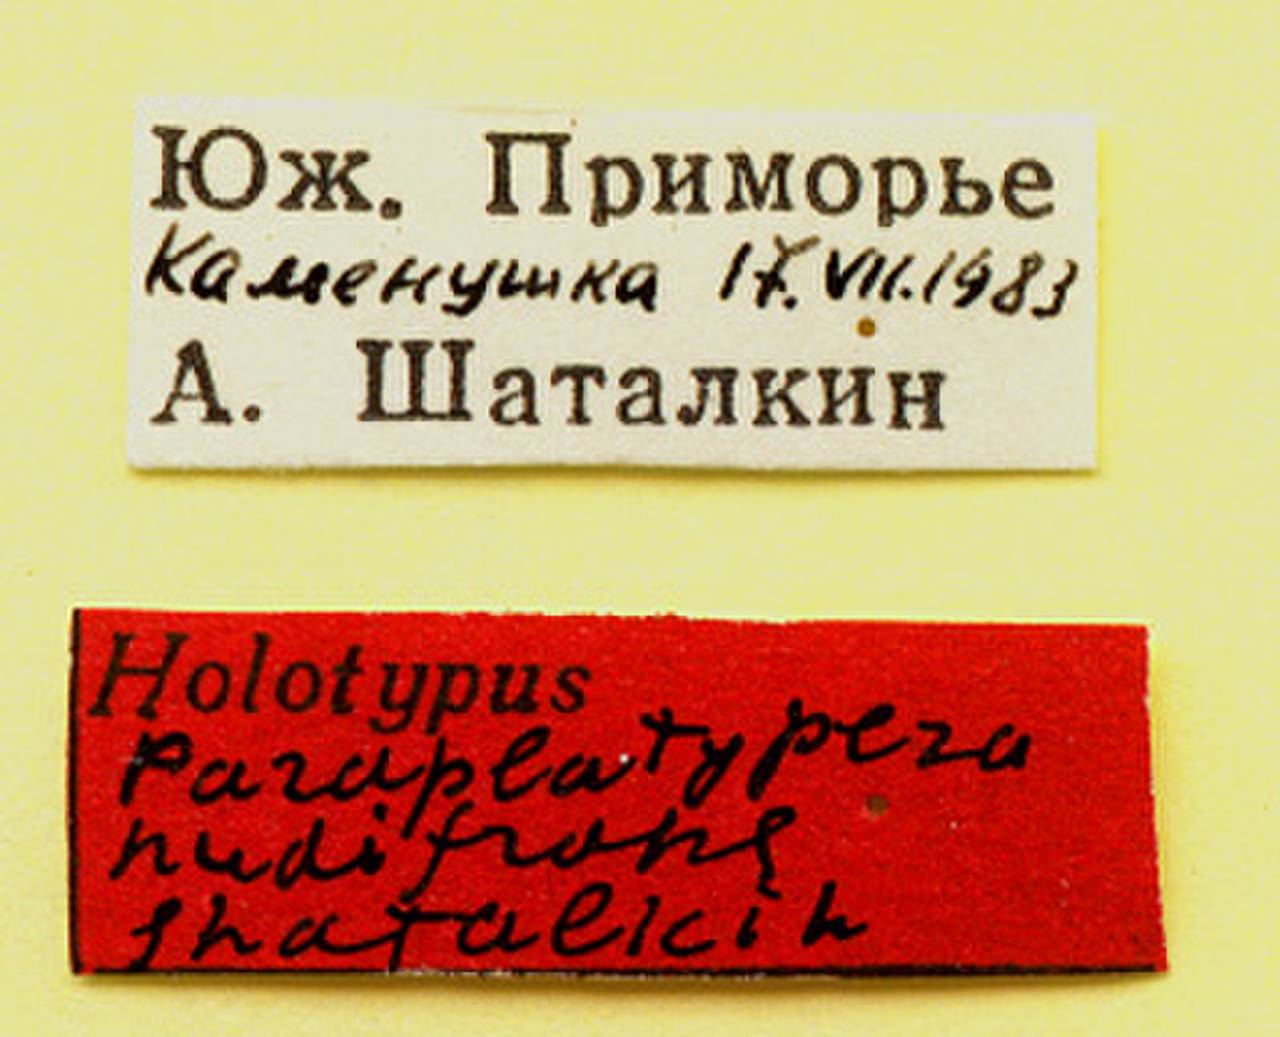 Юж. Приморье
Каменушка 17.VII.1983
А. Шаталкин
Holotypus
Paraplatypeza
nudifrons
shatalkin